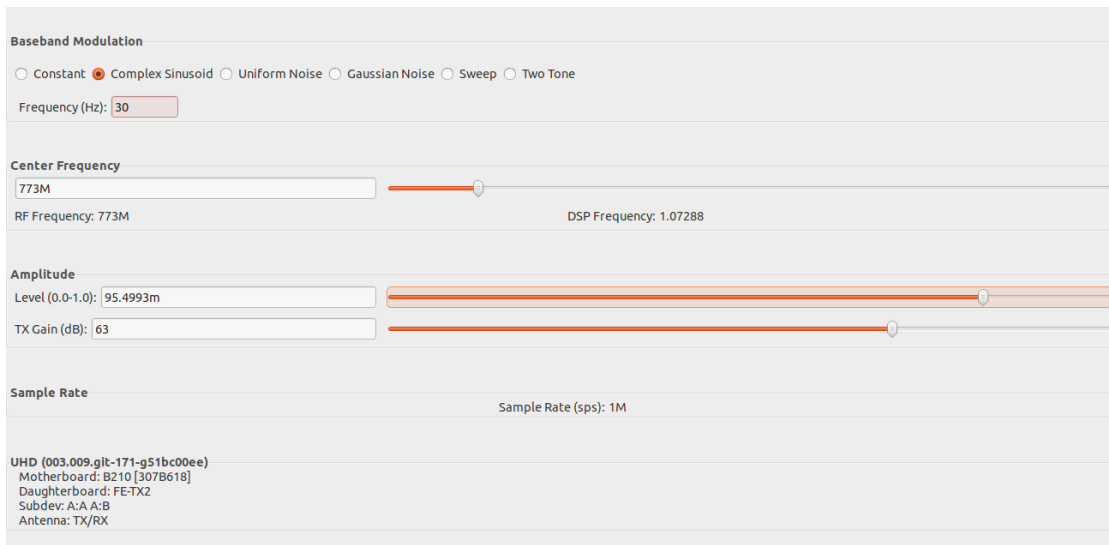 Baseband Modulation
Constant Complex Sinusoid Uniform Noise Gaussian Noise Sweep Two Tone
Frequency (Hz): 30
Center Frequency
773M
RF Frequency: 773M DSP Frequency: 1.07288
Amplitude
Level (0.0-1.0): 95.4993m
TX Gain (dB): 63
Sample Rate
Sample Rate (sps): 1M
UHD (003.009.git-171-g51bc00ee)
Motherboard: B210 [307B618]
Daughterboard: FE-TX2
Subdev: A:A A:B
Antenna: TX/RX